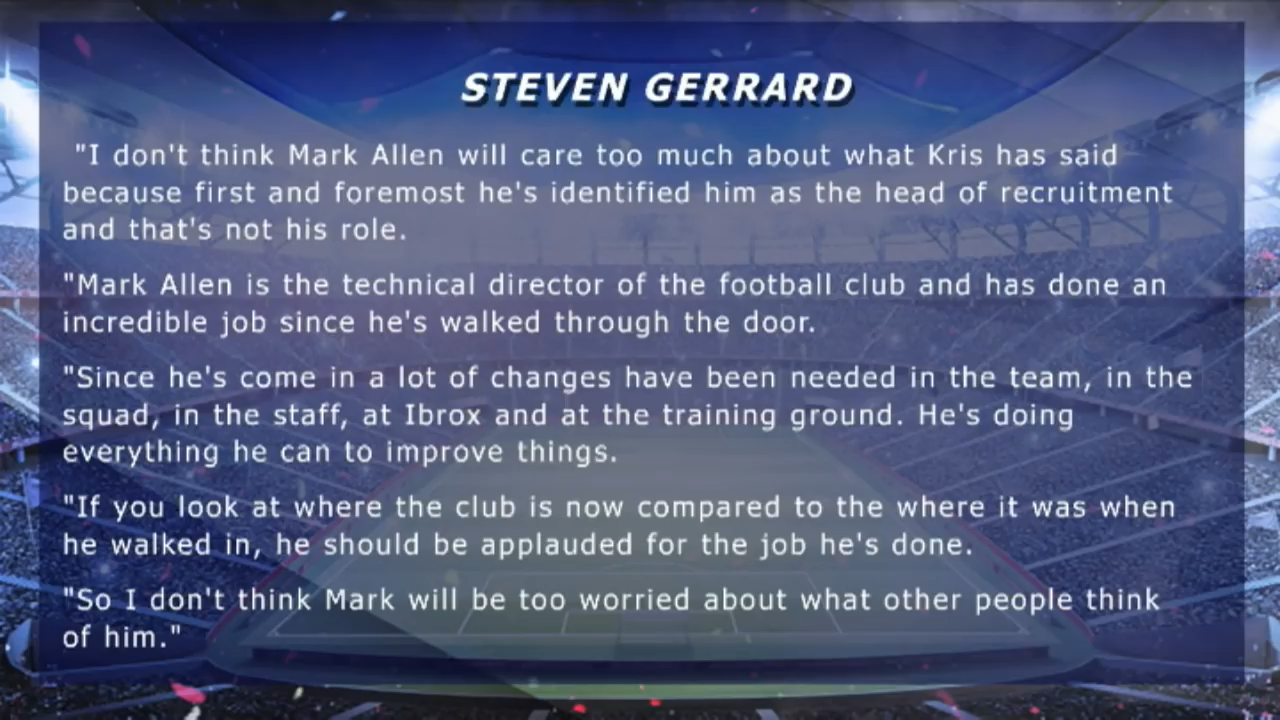 STEVEN GERRARD
"I don't think Mark Allen will care too much about what Kris has said
because first and foremost he's identified him as the head of recruitment
and that's not his role.
"Mark Allen is the technical director of the football club and has done an
incredible job since he's walked through the door.
"Since he's come in a lot of changes have been needed in the team, in the
squad, in the staff, at Ibrox and at the training ground. He's doing
everything he can to improve things.
"If you look at where the club is now compared to the where it was when
he walked in, he should be applauded for the job he's done.
"So I don't think Mark will be too worried about what other people think
of him."